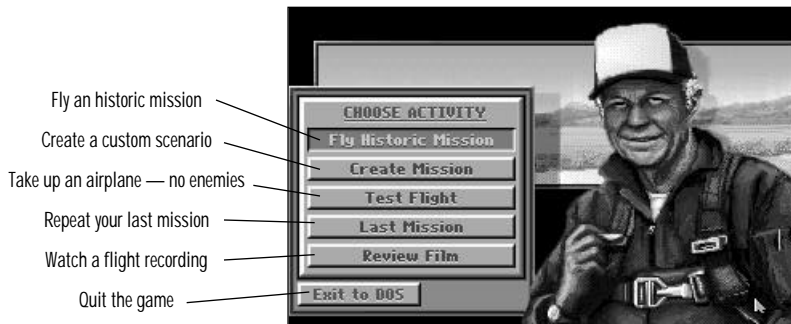 Fly an historic mission
Create a custom scenario
Take up an airplane — no enemies
Repeat your last mission
Watch a flight recording
Quit the game
CHOOSE ACTIVITY
Fly Historic Mission
Create Mission
Test Flight
Last Mission
Review Film
Exit to DOS